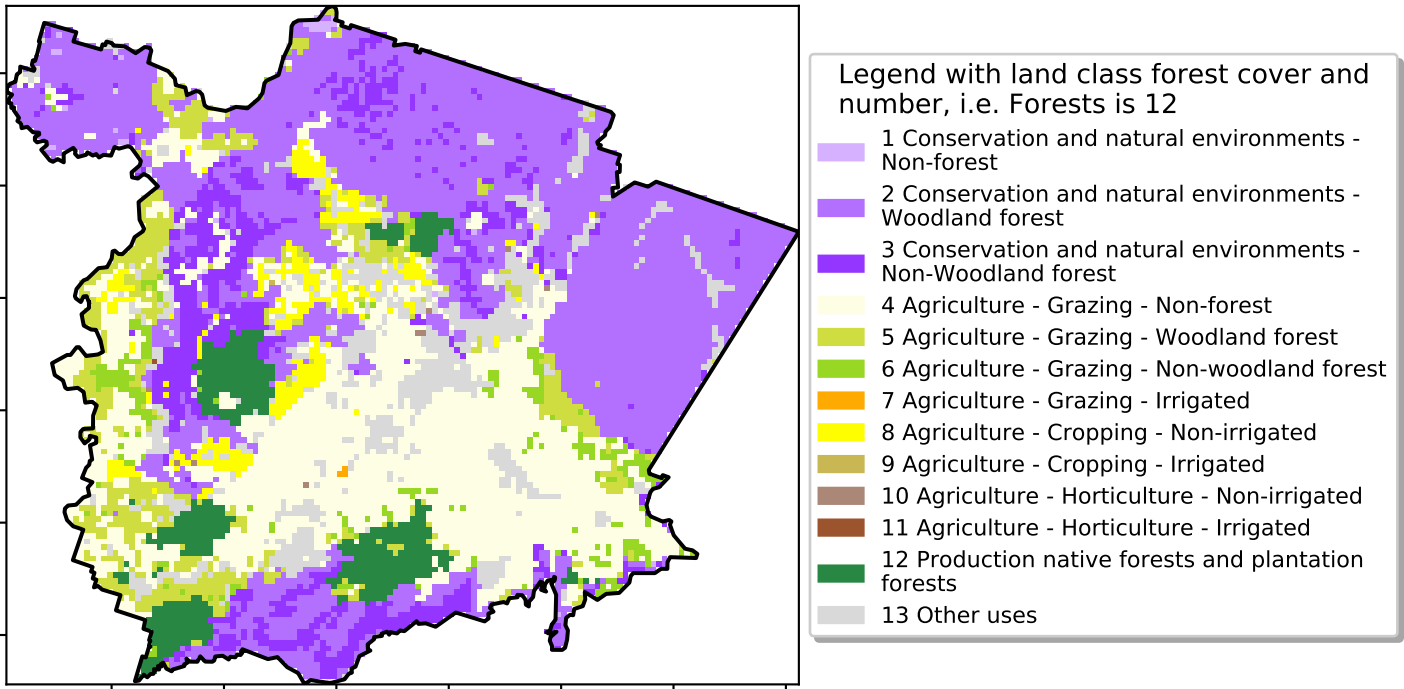 Legend with land class forest cover and
number, i.e. Forests is 12
1 Conservation and natural environments -
Non-forest
2 Conservation and natural environments -
Woodland forest
3 Conservation and natural environments -
Non-Woodland forest
4 Agriculture - Grazing - Non-forest
5 Agriculture - Grazing - Woodland forest
6 Agriculture - Grazing - Non-woodland forest
7 Agriculture - Grazing - Irrigated
8 Agriculture - Cropping - Non-irrigated
9 Agriculture - Cropping - Irrigated
10 Agriculture - Horticulture - Non-irrigated
11 Agriculture - Horticulture - Irrigated
12 Production native forests and plantation
forests
13 Other uses